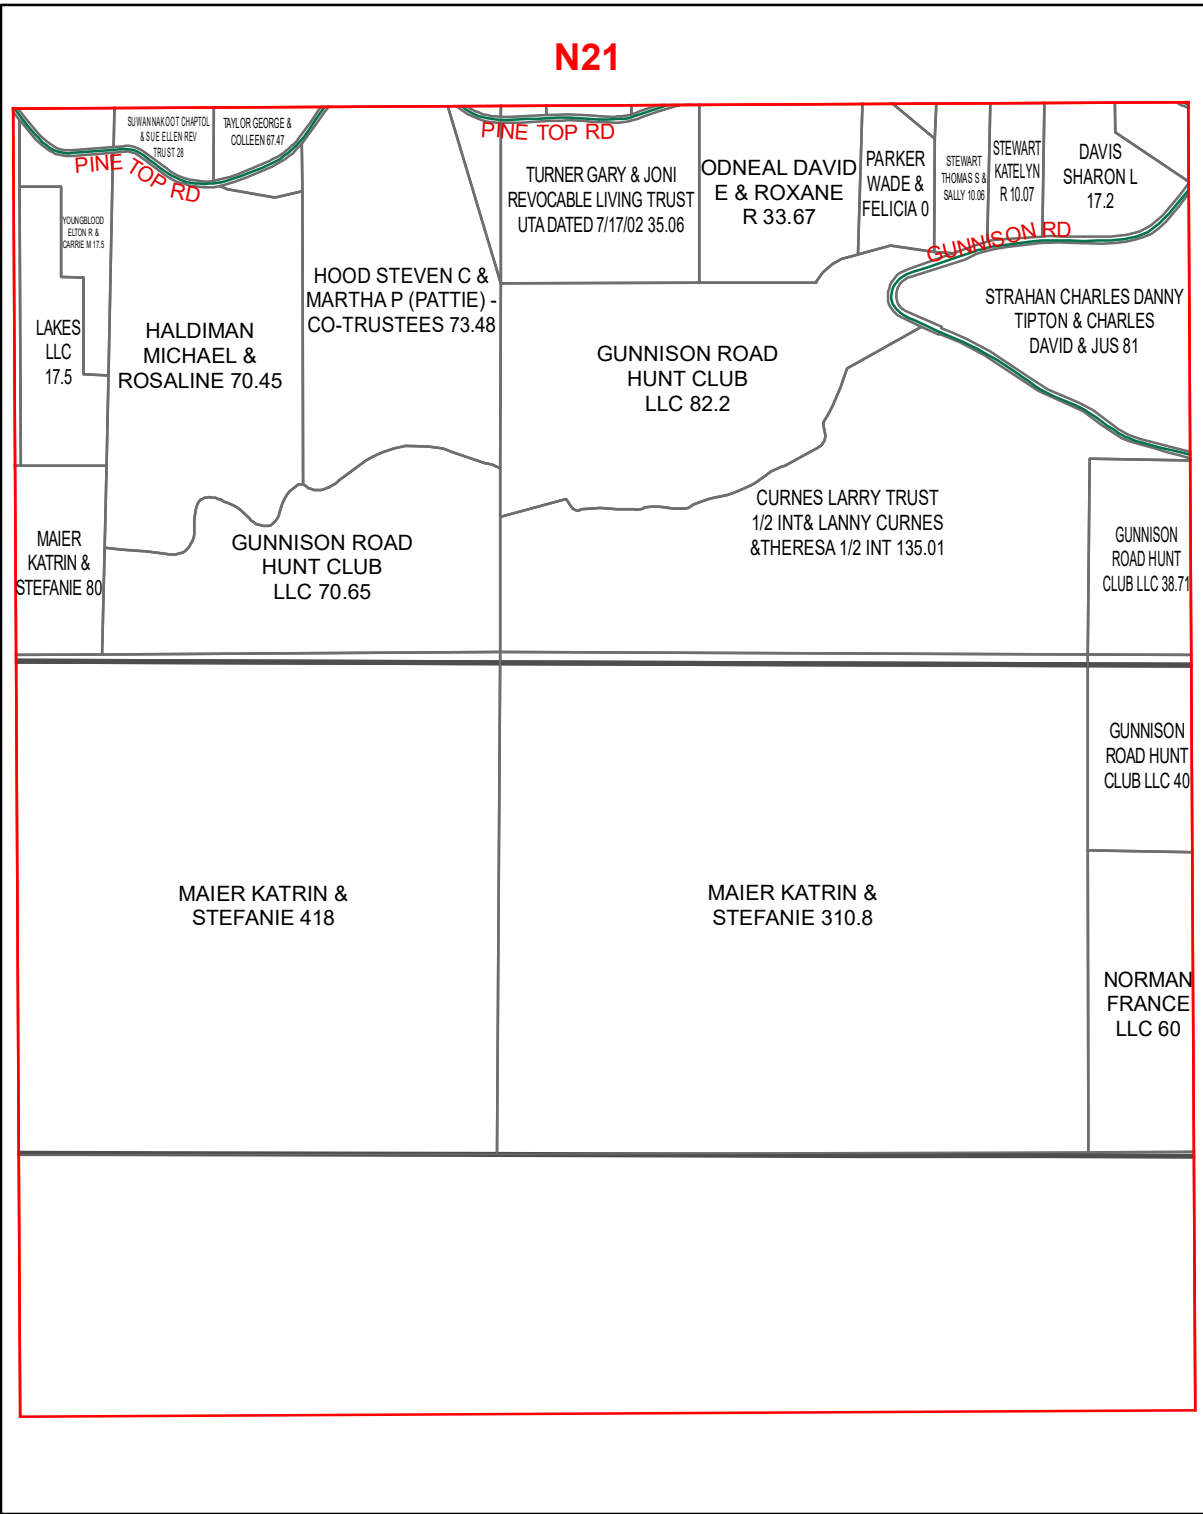 N21
SUWANNAKOOT CHAPTOL
& SUE ELLEN REV
TRUST 28
TAYLOR GEORGE &
COLLEEN 67.47
PINE TOP RD
PINE TOP RD
TURNER GARY & JONI
REVOCABLE LIVING TRUST
UTA DATED 7/17/02 35.06
ODNEAL DAVID
E & ROXANE
R 33.67
PARKER
WADE &
FELICIA 0
STEWART
THOMAS S &
SALLY 10.06
STEWART
KATELYN
R 10.07
DAVIS
SHARON L
17.2
YOUNGBLOOD
ELTON R &
CARRIE M 17.5
GUNNISON RD
HOOD STEVEN C &
MARTHA P (PATTIE) -
CO-TRUSTEES 73.48
STRAHAN CHARLES DANNY
TIPTON & CHARLES
DAVID & JUS 81
LAKES
LLC
17.5
HALDIMAN
MICHAEL &
ROSALINE 70.45
GUNNISON ROAD
HUNT CLUB
LLC 82.2
CURNES LARRY TRUST
1/2 INT& LANNY CURNES
&THERESA 1/2 INT 135.01
MAIER
KATRIN &
STEFANIE 80
GUNNISON ROAD
HUNT CLUB
LLC 70.65
GUNNISON
ROAD HUNT
CLUB LLC 38.71
GUNNISON
ROAD HUNT
CLUB LLC 40
MAIER KATRIN &
STEFANIE 418
MAIER KATRIN &
STEFANIE 310.8
NORMAN
FRANCE
LLC 60